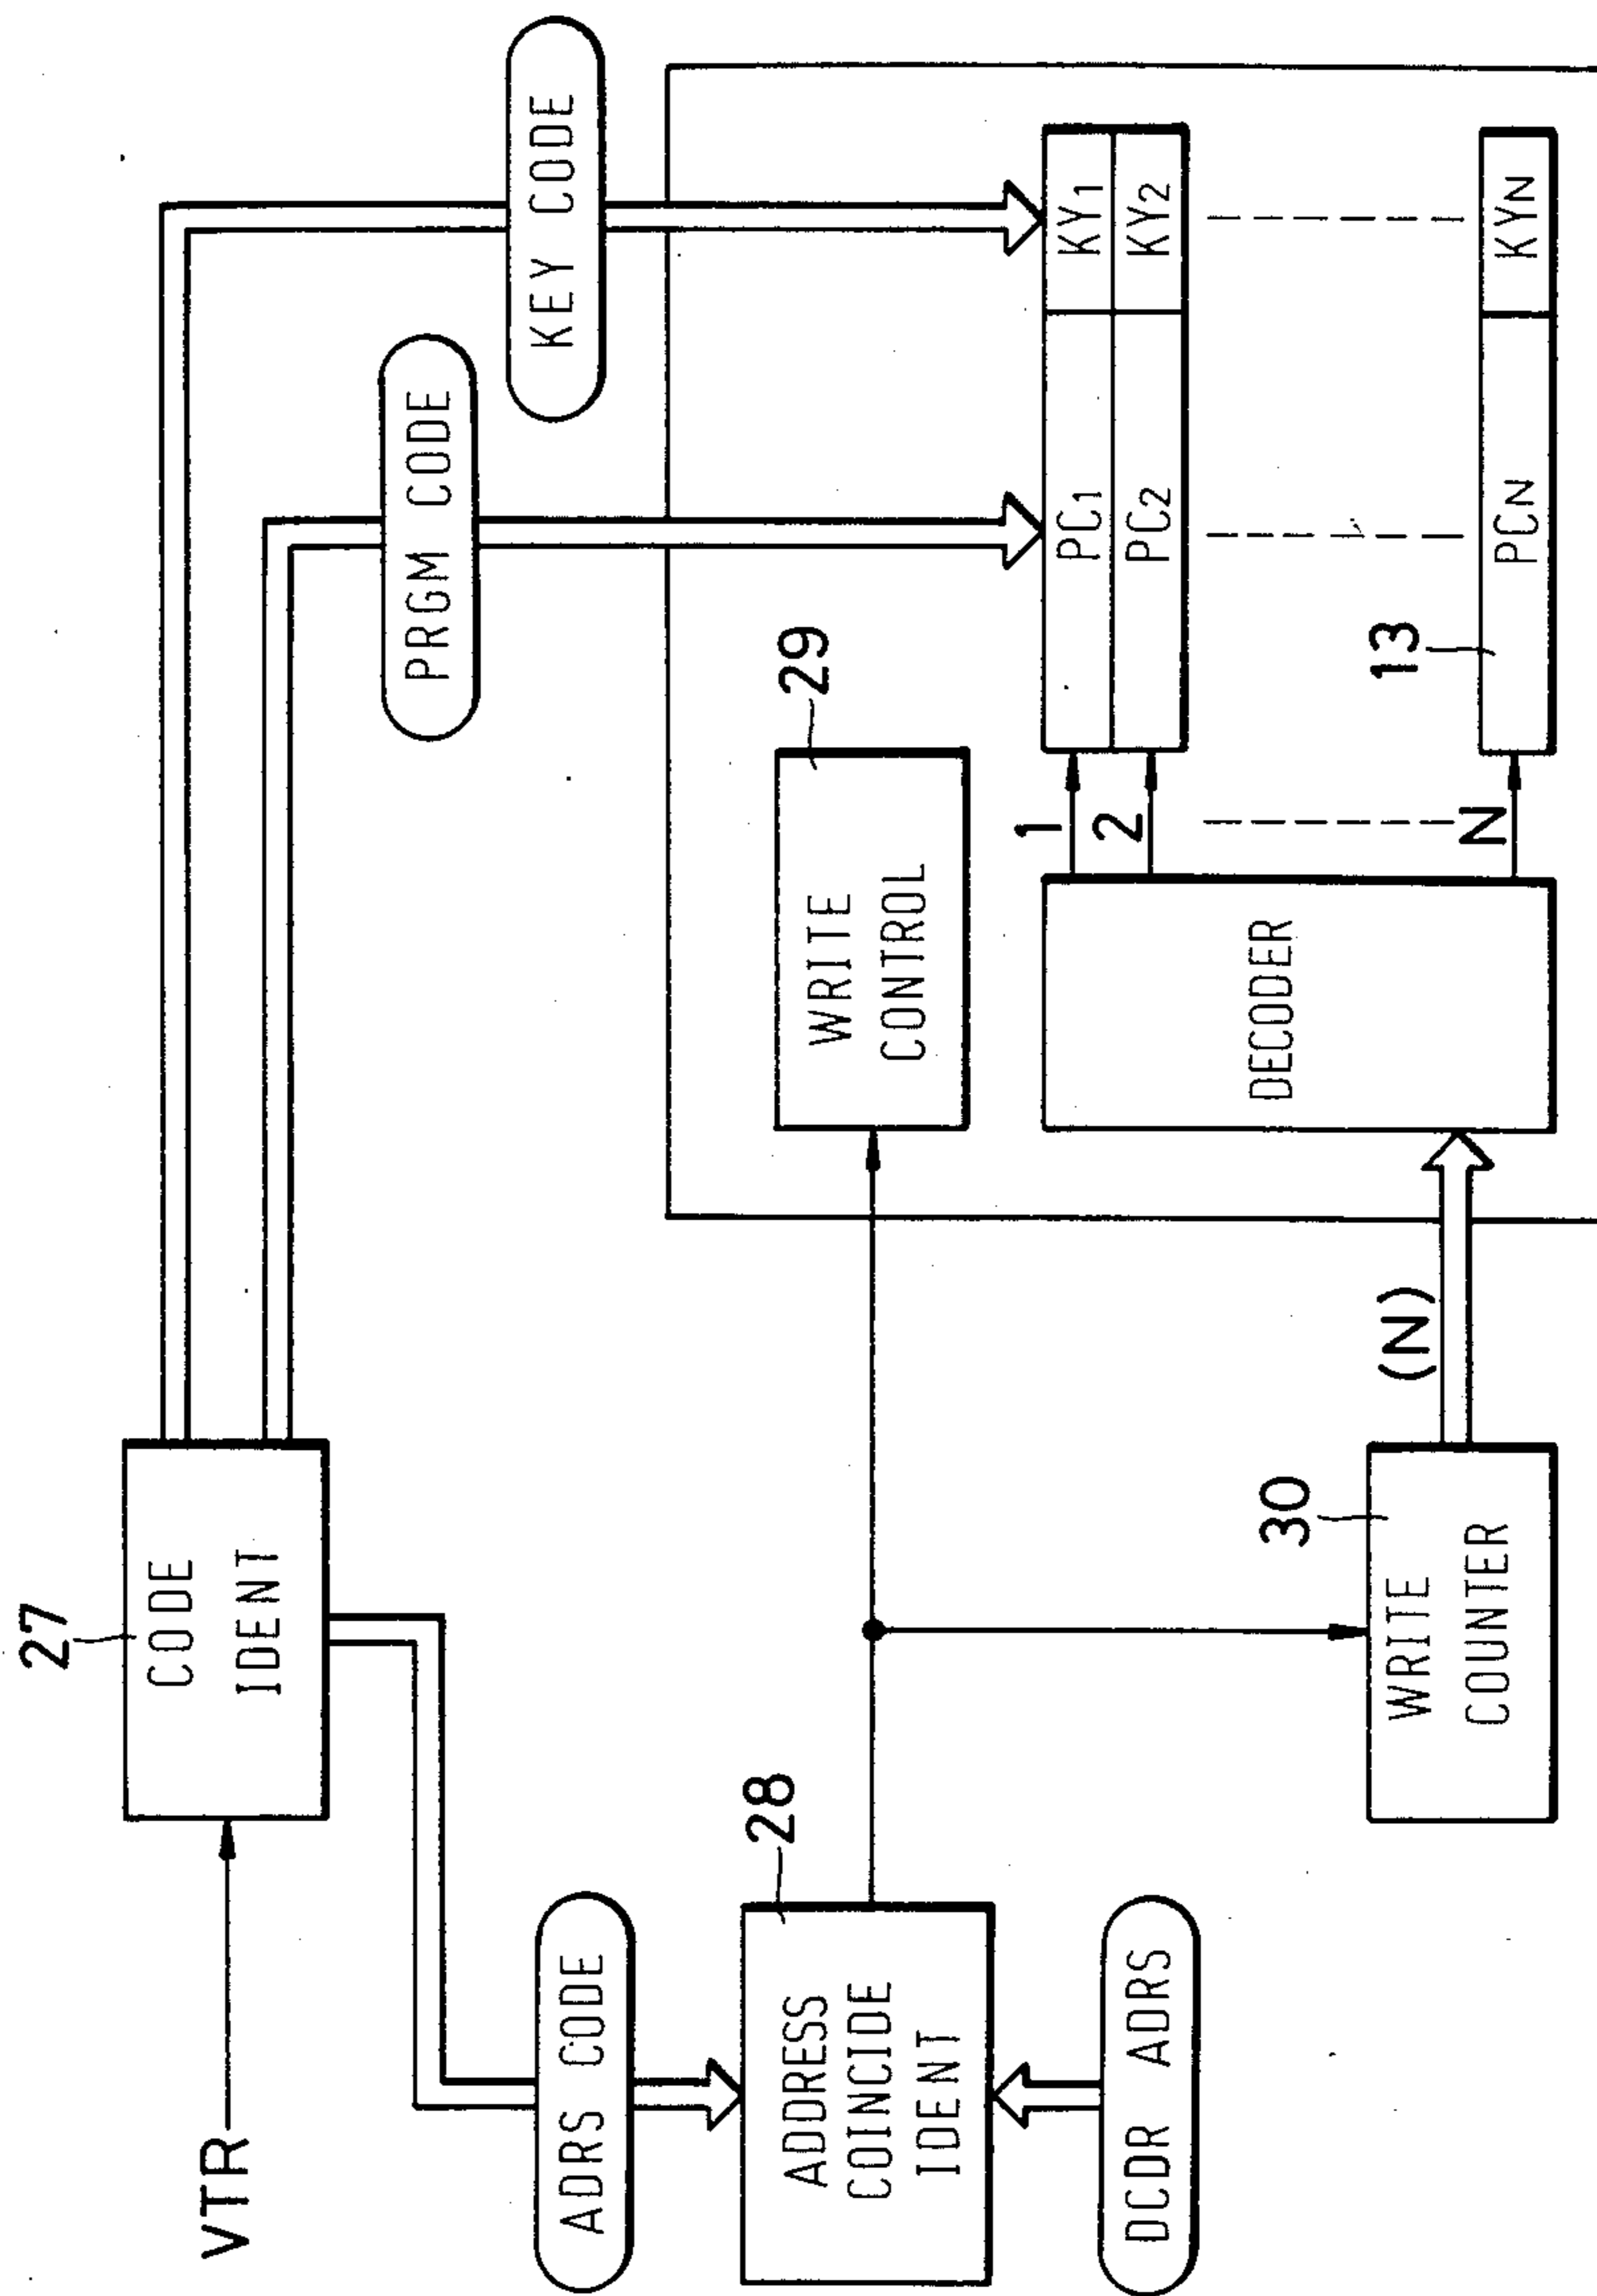 27
VTR
CODE
IDENT
PRGM CODE
KEY CODE
ADRS CODE
28
ADDRESS
COINCIDE
IDENT
DCDR ADRS
29
WRITE
CONTROL
30
WRITE
COUNTER
(N)
DECODER
1
2
N
PC1 KY1
PC2 KY2
13
PCN KYN